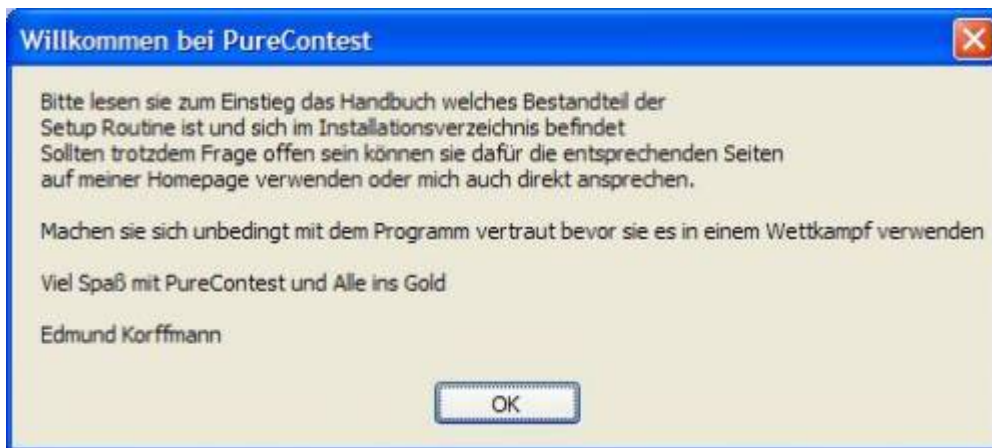 Willkommen bei PureContest
Bitte lesen sie zum Einstieg das Handbuch welches Bestandteil der
Setup Routine ist und sich im Installationsverzeichnis befindet
Sollten trotzdem Frage offen sein können sie dafür die entsprechenden Seiten
auf meiner Homepage verwenden oder mich auch direkt ansprechen.
Machen sie sich unbedingt mit dem Programm vertraut bevor sie es in einem Wettkampf verwenden
Viel Spaß mit PureContest und Alle ins Gold
Edmund Korffmann
OK